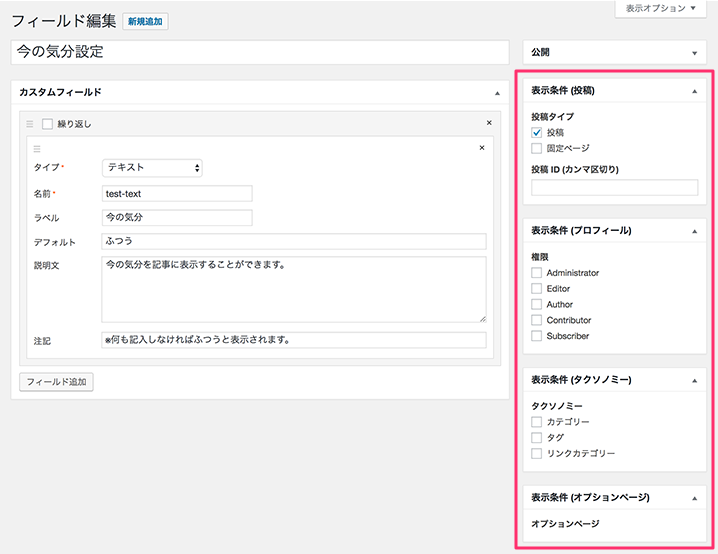 表示オプション ▼
フィールド編集 新規追加
今の気分設定
カスタムフィールド
繰り返し
タイプ* テキスト
名前* test-text
ラベル 今の気分
デフォルト ふつう
説明文 今の気分を記事に表示することができます。
注記 ※何も記入しなければふつうと表示されます。
フィールド追加
公開
表示条件 (投稿)
投稿タイプ
投稿
固定ページ
投稿 ID (カンマ区切り)
表示条件 (プロフィール)
権限
Administrator
Editor
Author
Contributor
Subscriber
表示条件 (タクソノミー)
タクソノミー
カテゴリー
タグ
リンクカテゴリー
表示条件 (オプションページ)
オプションページ